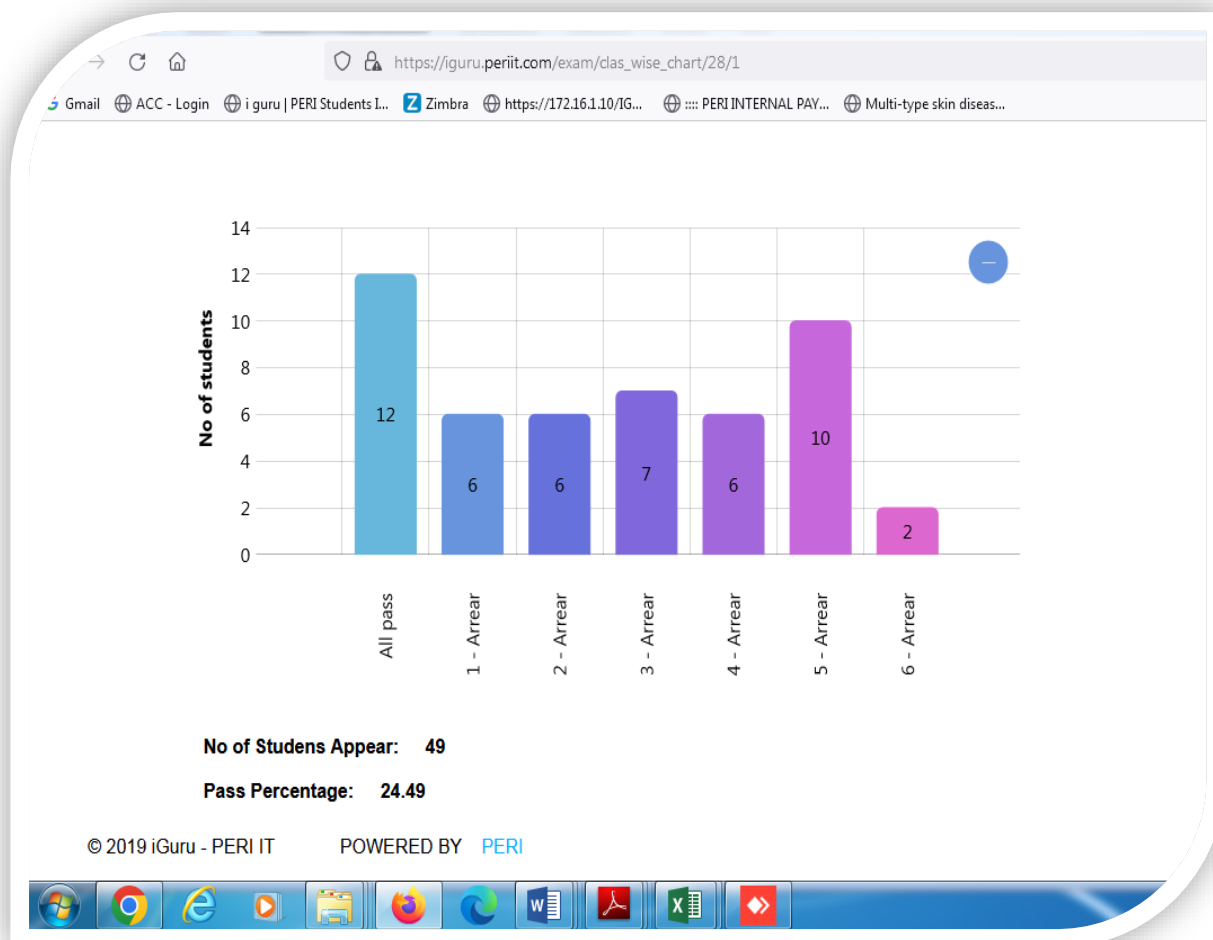 https://iguru.periit.com/exam/clas_wise_chart/28/1
Gmail ACC - Login i guru | PERI Students I... Zimbra https://172.16.1.10/IG... :::: PERI INTERNAL PAY... Multi-type skin diseas...
14
12
10
8
6
4
2
0
No of students
12
6
6
7
6
10
2
All pass
1 - Arrear
2 - Arrear
3 - Arrear
4 - Arrear
5 - Arrear
6 - Arrear
No of Studens Appear: 49
Pass Percentage: 24.49
© 2019 iGuru - PERI IT POWERED BY PERI